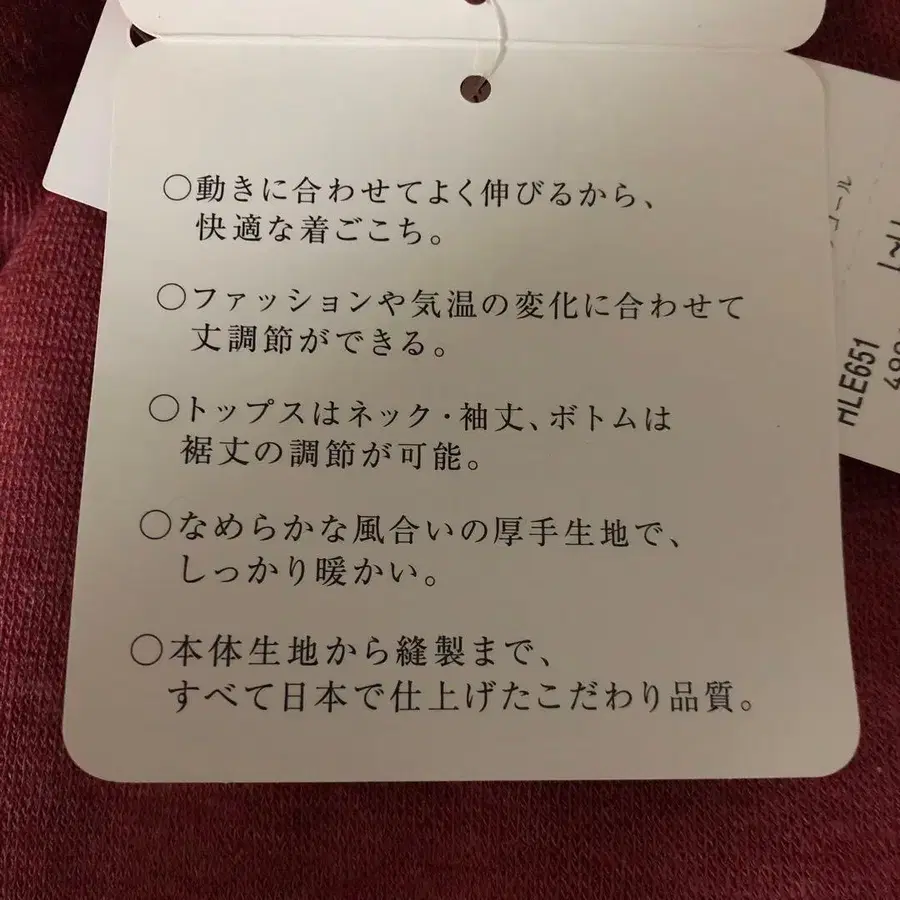 ○動きに合わせてよく伸びるから、
快適な着ごこち。
○ファッションや気温の変化に合わせて
丈調節ができる。
○トップスはネック・袖丈、ボトムは
裾丈の調節が可能。
○なめらかな風合いの厚手生地で、
しっかり暖かい。
○本体生地から縫製まで、
すべて日本で仕上げたこだわり品質。
HLE651